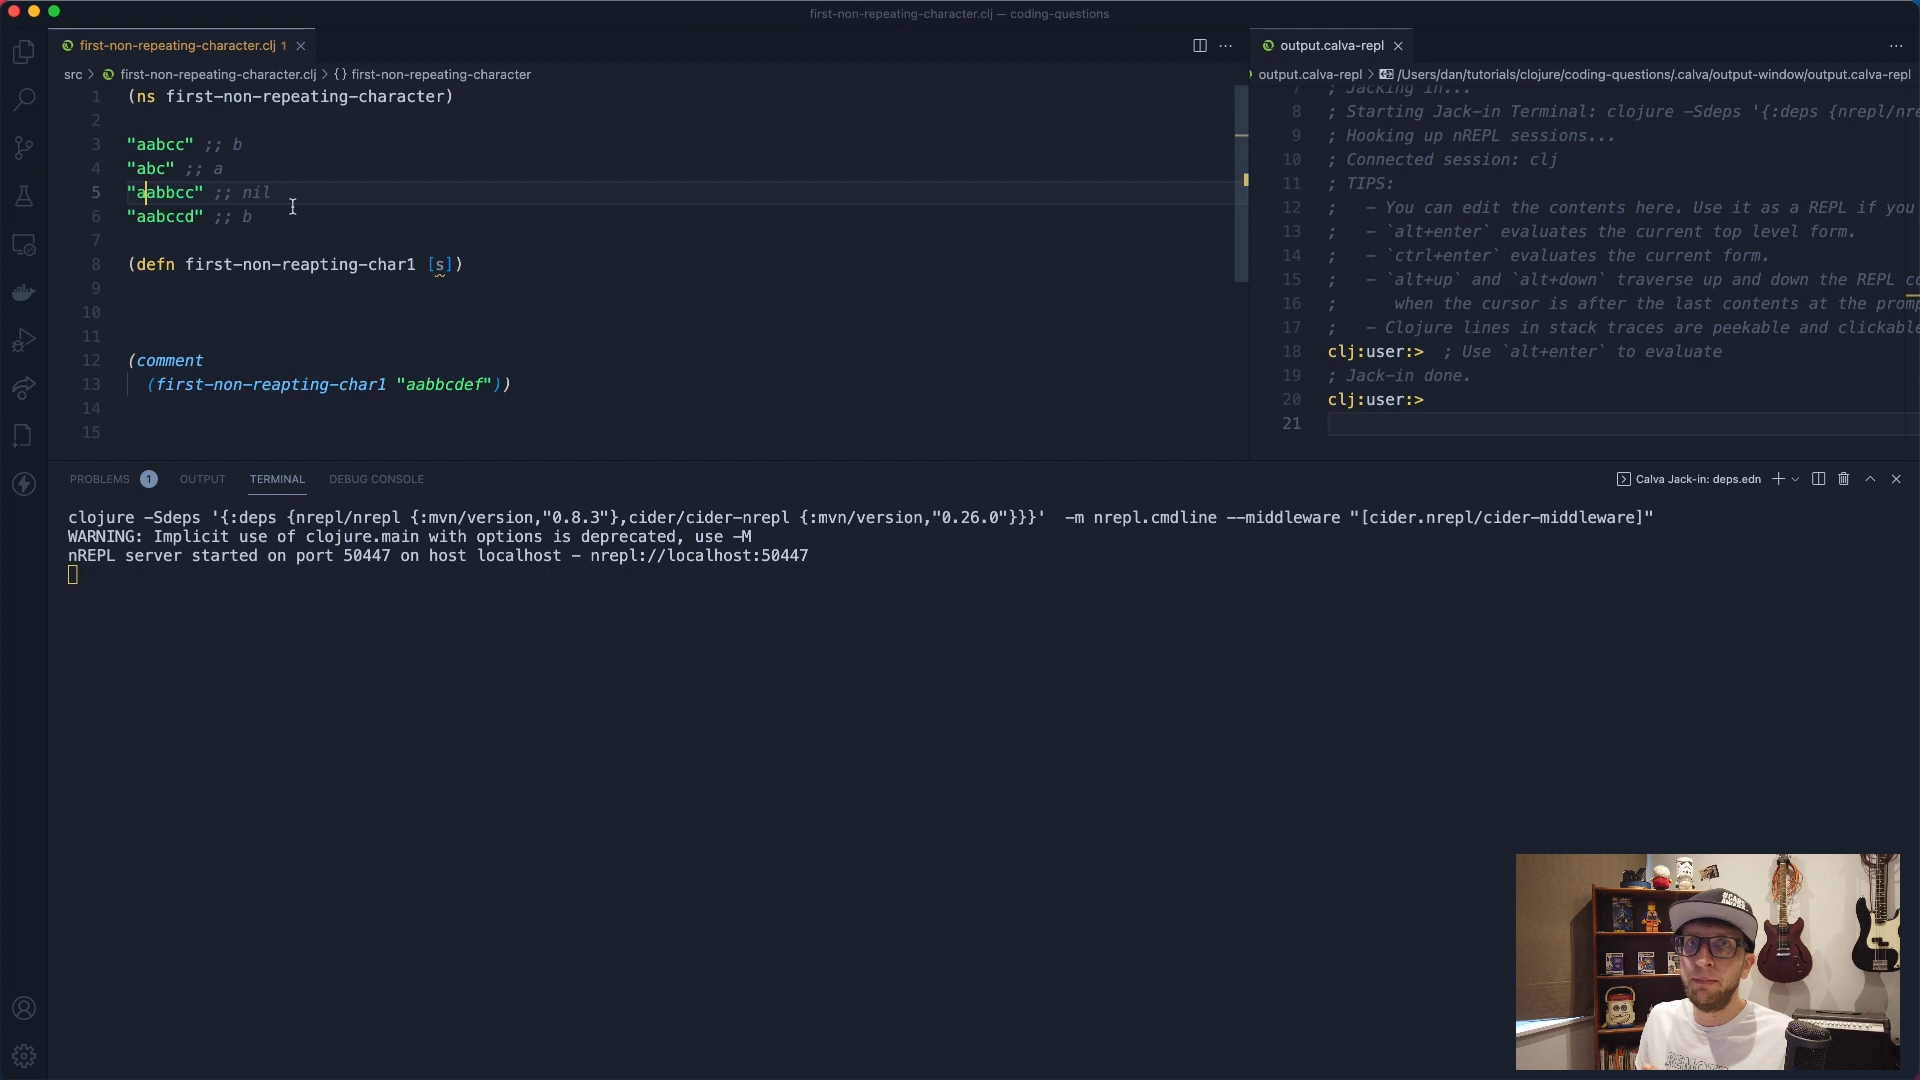 first-non-repeating-character.clj — coding-questions
first-non-repeating-character.clj 1
output.calva-repl
src > first-non-repeating-character.clj > {} first-non-repeating-character
output.calva-repl > /Users/dan/tutorials/clojure/coding-questions/.calva/output-window/output.calva-repl
1 (ns first-non-repeating-character)
2
3 "aabcc" ;; b
4 "abc" ;; a
5 "aabbcc" ;; nil
6 "aabccd" ;; b
7
8 (defn first-non-reapting-char1 [s])
9
10
11
12 (comment
13 (first-non-reapting-char1 "aabbcdef"))
14
15
7 ; Jacking in...
8 ; Starting Jack-in Terminal: clojure -Sdeps '{:deps {nrepl/nre
9 ; Hooking up nREPL sessions...
10 ; Connected session: clj
11 ; TIPS:
12 ; - You can edit the contents here. Use it as a REPL if you
13 ; - `alt+enter` evaluates the current top level form.
14 ; - `ctrl+enter` evaluates the current form.
15 ; - `alt+up` and `alt+down` traverse up and down the REPL co
16 ; when the cursor is after the last contents at the promp
17 ; - Clojure lines in stack traces are peekable and clickable
18 clj:user:> ; Use `alt+enter` to evaluate
19 ; Jack-in done.
20 clj:user:>
21
PROBLEMS 1 OUTPUT TERMINAL DEBUG CONSOLE
Calva Jack-in: deps.edn
clojure -Sdeps '{:deps {nrepl/nrepl {:mvn/version,"0.8.3"},cider/cider-nrepl {:mvn/version,"0.26.0"}}}' -m nrepl.cmdline --middleware "[cider.nrepl/cider-middleware]"
WARNING: Implicit use of clojure.main with options is deprecated, use -M
nREPL server started on port 50447 on host localhost - nrepl://localhost:50447